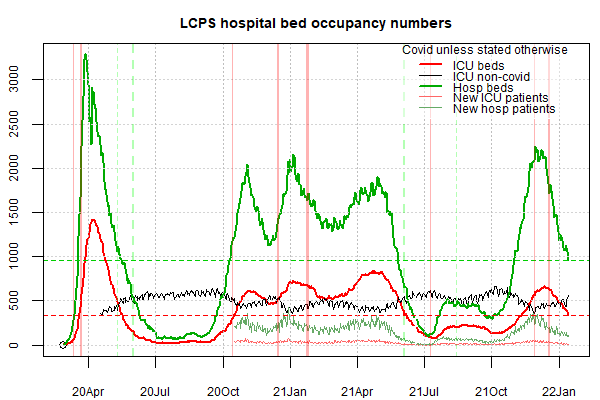 LCPS hospital bed occupancy numbers
Covid unless stated otherwise
ICU beds
ICU non-covid
Hosp beds
New ICU patients
New hosp patients
3000
2500
2000
1500
1000
500
0
20Apr 20Jul 20Oct 21Jan 21Apr 21Jul 21Oct 22Jan